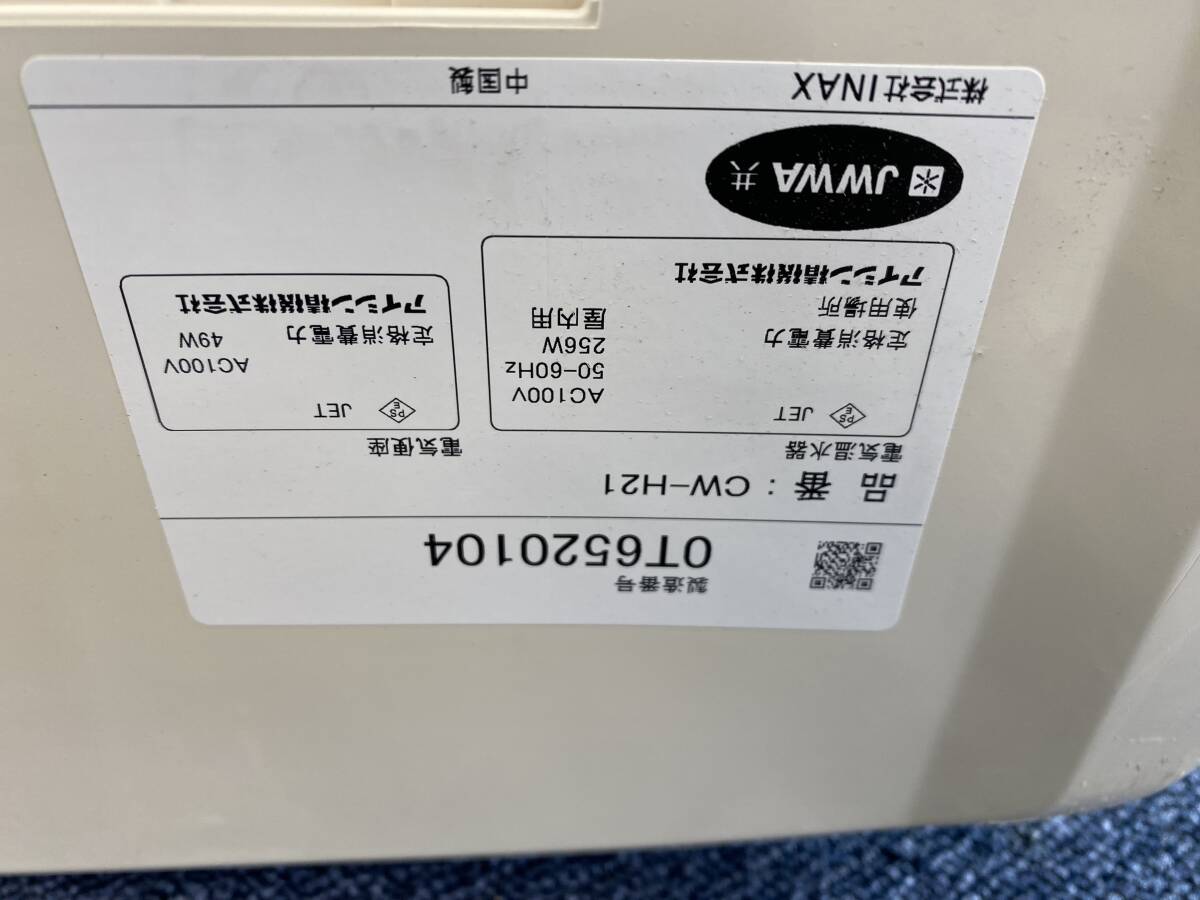 製造番号
0T6520104
品 番 : CW-H21
電気温水器
PS E JET
AC100V
50-60Hz
定格消費電力 256W
使用場所 屋内用
アイシン精機株式会社
電気便座
PS E JET
AC100V
定格消費電力 49W
アイシン精機株式会社
JWWA 共
株式会社INAX 中国製